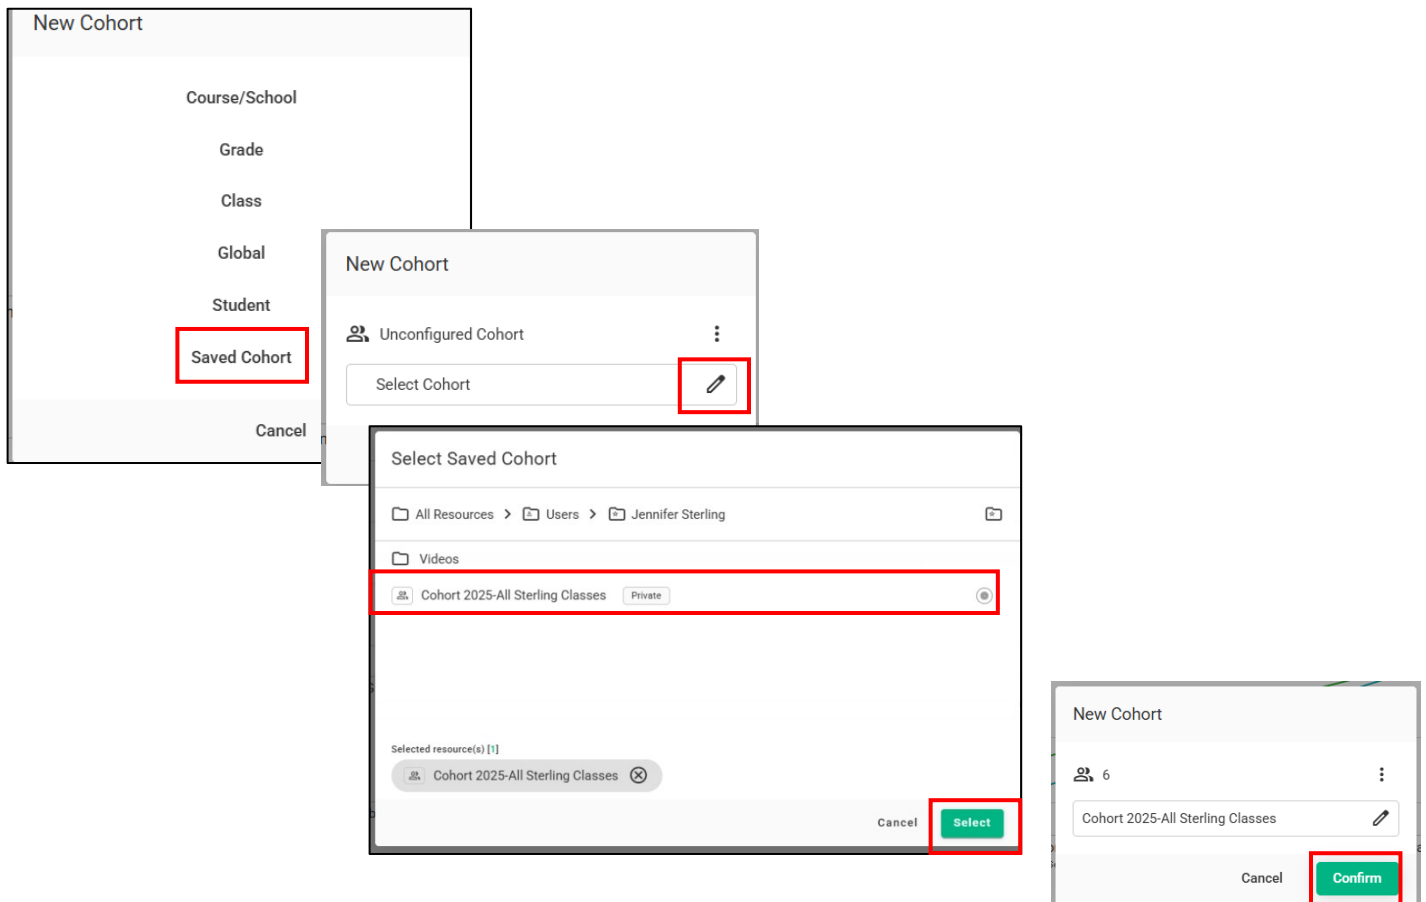 New Cohort
Course/School
Grade
Class
Global
Student
Saved Cohort
Cancel
New Cohort
Unconfigured Cohort
Select Cohort
Select Saved Cohort
All Resources > Users > Jennifer Sterling
Videos
Cohort 2025-All Sterling Classes Private
Selected resource(s) [1]
Cohort 2025-All Sterling Classes
Cancel Select
New Cohort
6
Cohort 2025-All Sterling Classes
Cancel Confirm